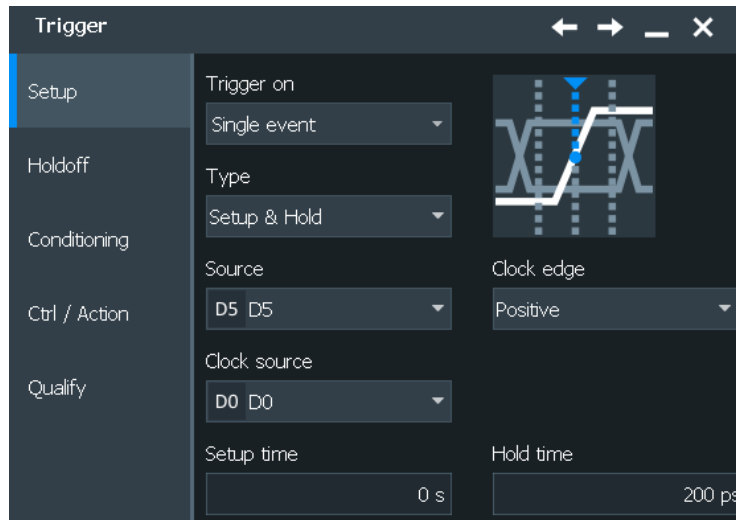 Trigger
Setup
Holdoff
Conditioning
Ctrl / Action
Qualify
Trigger on
Single event
Type
Setup & Hold
Source
Clock edge
D5 D5
Positive
Clock source
D0 D0
Setup time
Hold time
0 s
200 ps